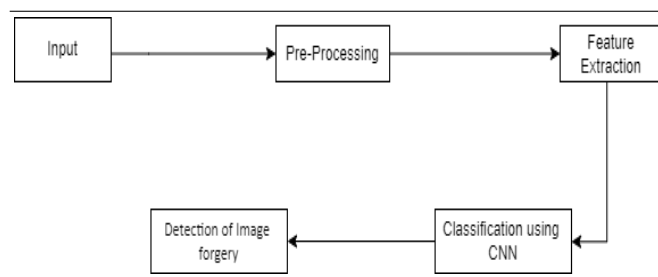 Input
Pre-Processing
Feature
Extraction
Classification using
CNN
Detection of Image
forgery